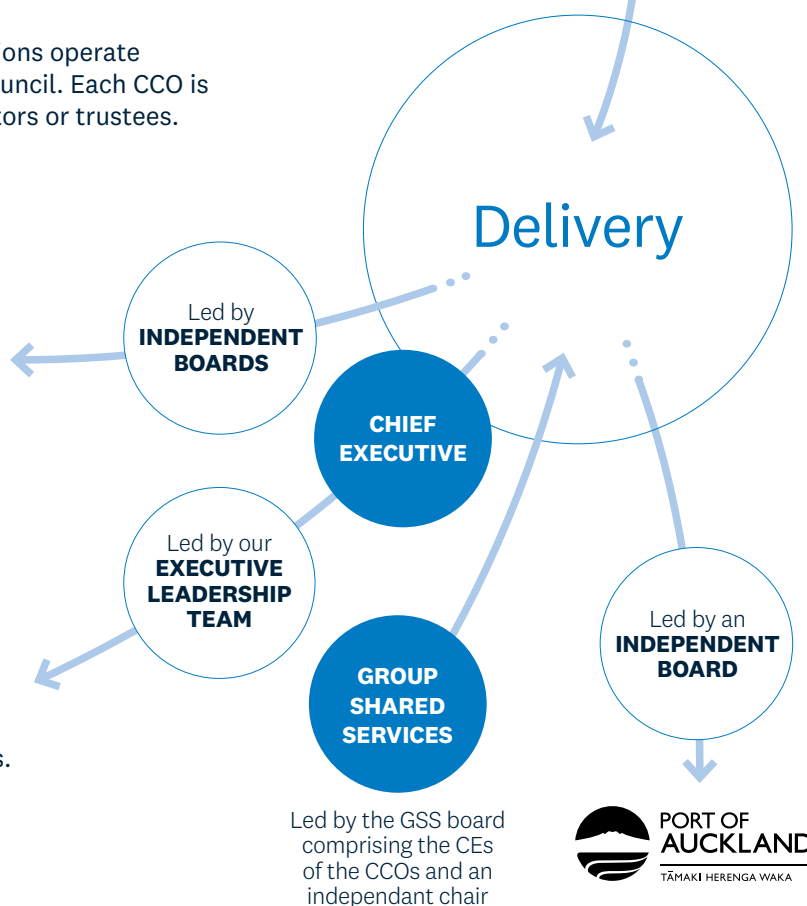 ions operate
uncil. Each CCO is
tors or trustees.
Delivery
Led by
INDEPENDENT
BOARDS
CHIEF
EXECUTIVE
Led by our
EXECUTIVE
LEADERSHIP
TEAM
Led by an
INDEPENDENT
BOARD
GROUP
SHARED
SERVICES
s.
Led by the GSS board
comprising the CEs
of the CCOs and an
independant chair
PORT OF
AUCKLAND
TĀMAKI HERENGA WAKA